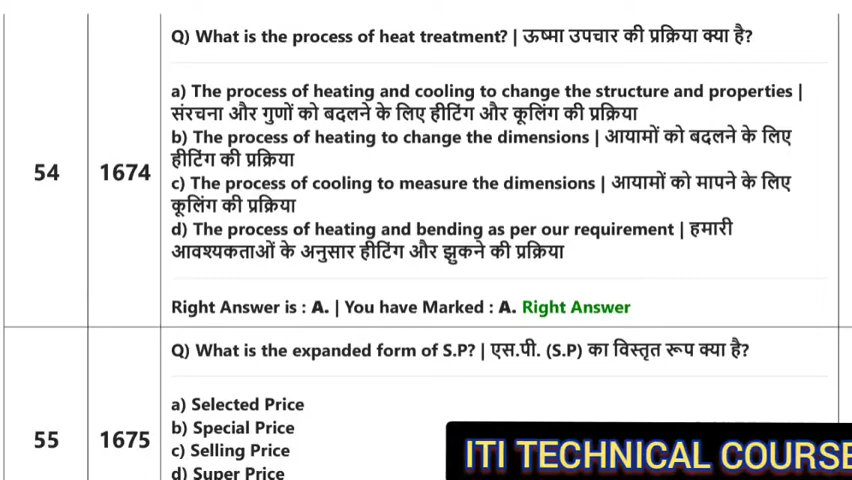 Q) What is the process of heat treatment? | ऊष्मा उपचार की प्रक्रिया क्या है?
54
1674
a) The process of heating and cooling to change the structure and properties |
संरचना और गुणों को बदलने के लिए हीटिंग और कूलिंग की प्रक्रिया
b) The process of heating to change the dimensions | आयामों को बदलने के लिए
हीटिंग की प्रक्रिया
c) The process of cooling to measure the dimensions | आयामों को मापने के लिए
कूलिंग की प्रक्रिया
d) The process of heating and bending as per our requirement | हमारी
आवश्यकताओं के अनुसार हीटिंग और झुकने की प्रक्रिया
Right Answer is : A. | You have Marked : A. Right Answer
Q) What is the expanded form of S.P? | एस.पी. (S.P) का विस्तृत रूप क्या है?
55
1675
a) Selected Price
b) Special Price
c) Selling Price
d) Super Price
ITI TECHNICAL COURSE